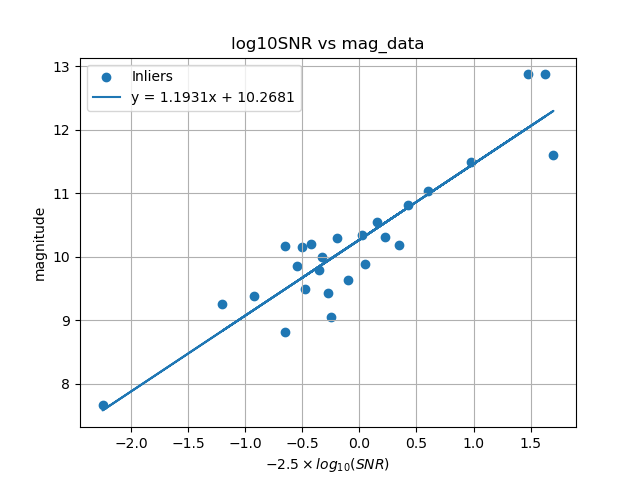 log10SNR vs mag_data
Inliers
y = 1.1931x + 10.2681
13
12
11
10
9
8
magnitude
−2.0 −1.5 −1.0 −0.5 0.0 0.5 1.0 1.5
−2.5 × log10(SNR)